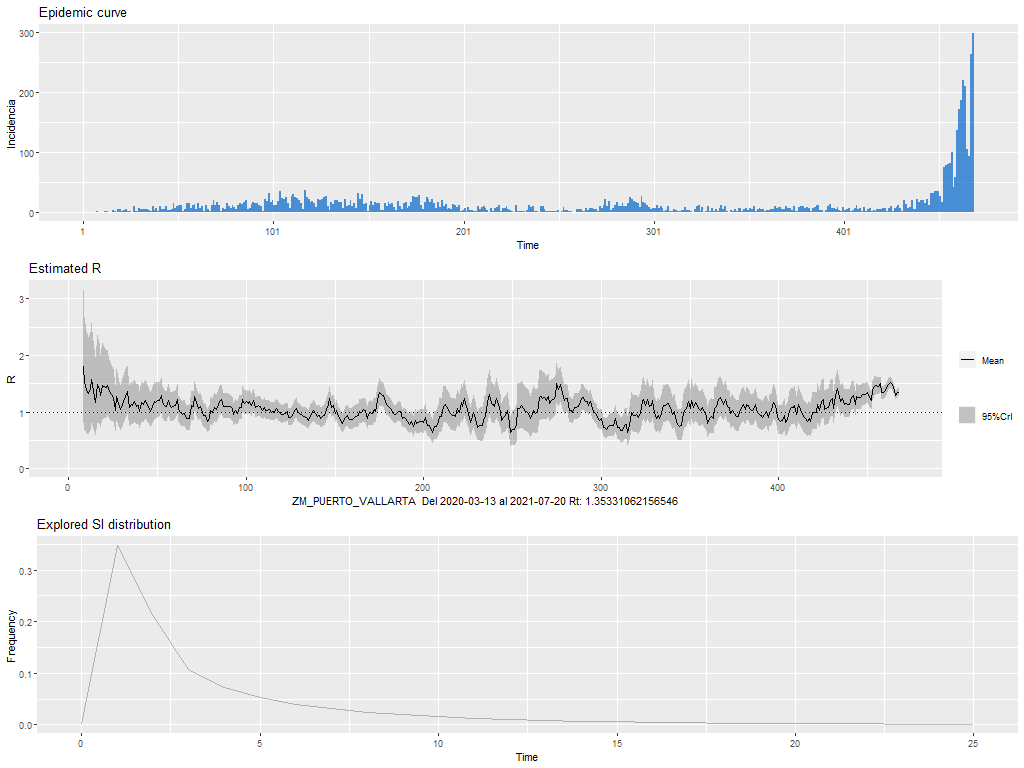 Epidemic curve
300
200
100
0
Incidencia
1 101 201 301 401
Time
Estimated R
3
2
1
0
R
Mean
95%CrI
0 100 200 300 400
ZM_PUERTO_VALLARTA Del 2020-03-13 al 2021-07-20 Rt: 1.35331062156546
Explored SI distribution
0.3
0.2
0.1
0.0
Frequency
0 5 10 15 20 25
Time